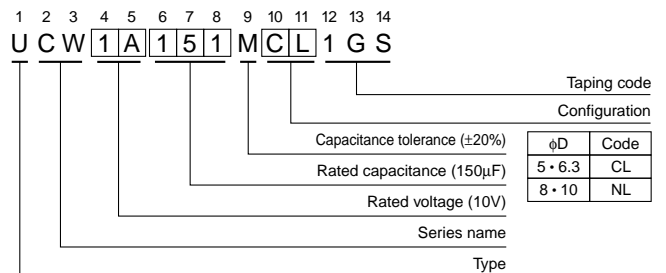 1 2 3 4 5 6 7 8 9 10 11 12 13 14
U C W 1 A 1 5 1 M C L 1 G S
Taping code
Configuration
Capacitance tolerance (±20%)
Rated capacitance (150μF)
Rated voltage (10V)
Series name
Type
ϕD Code
5 • 6.3 CL
8 • 10 NL